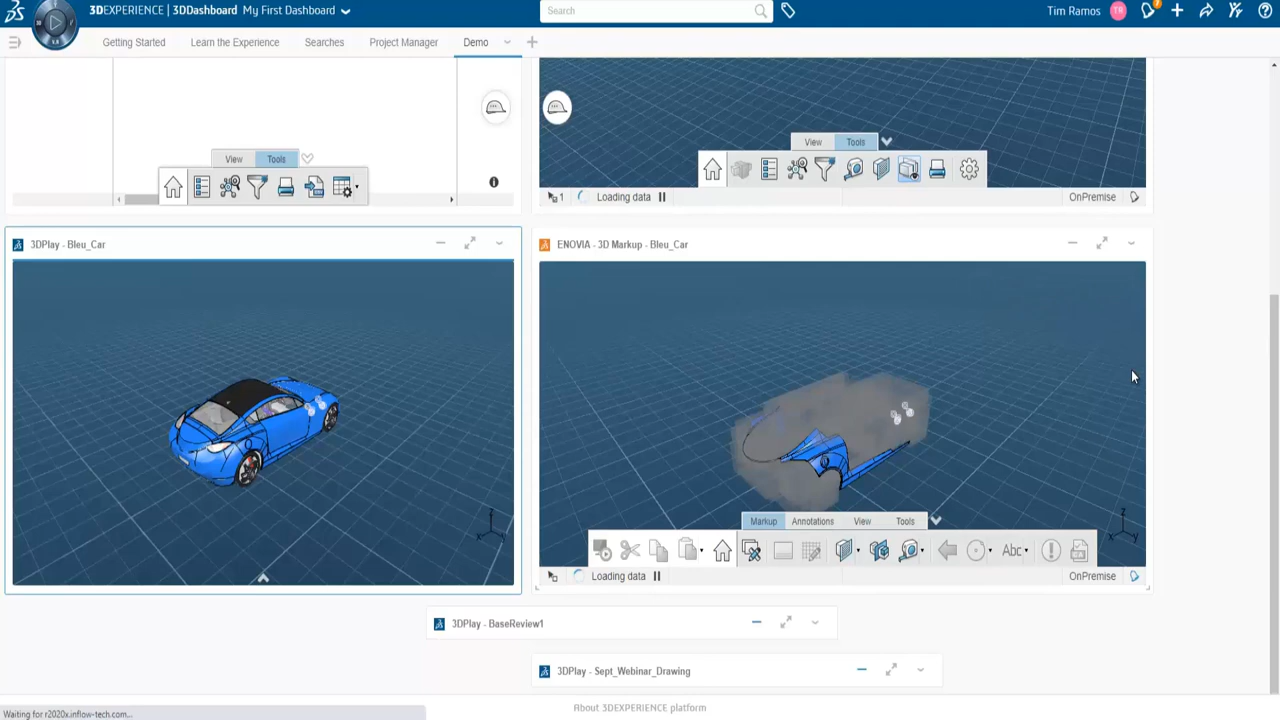 3DEXPERIENCE | 3DDashboard My First Dashboard
Search
Tim Ramos
TR
Getting Started
Learn the Experience
Searches
Project Manager
Demo
View
Tools
View
Tools
1
Loading data
OnPremise
3DPlay - Bleu_Car
ENOVIA - 3D Markup - Bleu_Car
Markup
Annotations
View
Tools
Abc
Loading data
OnPremise
3DPlay - BaseReview1
3DPlay - Sept_Webinar_Drawing
About 3DEXPERIENCE platform
Waiting for r2020x.inflow-tech.com...